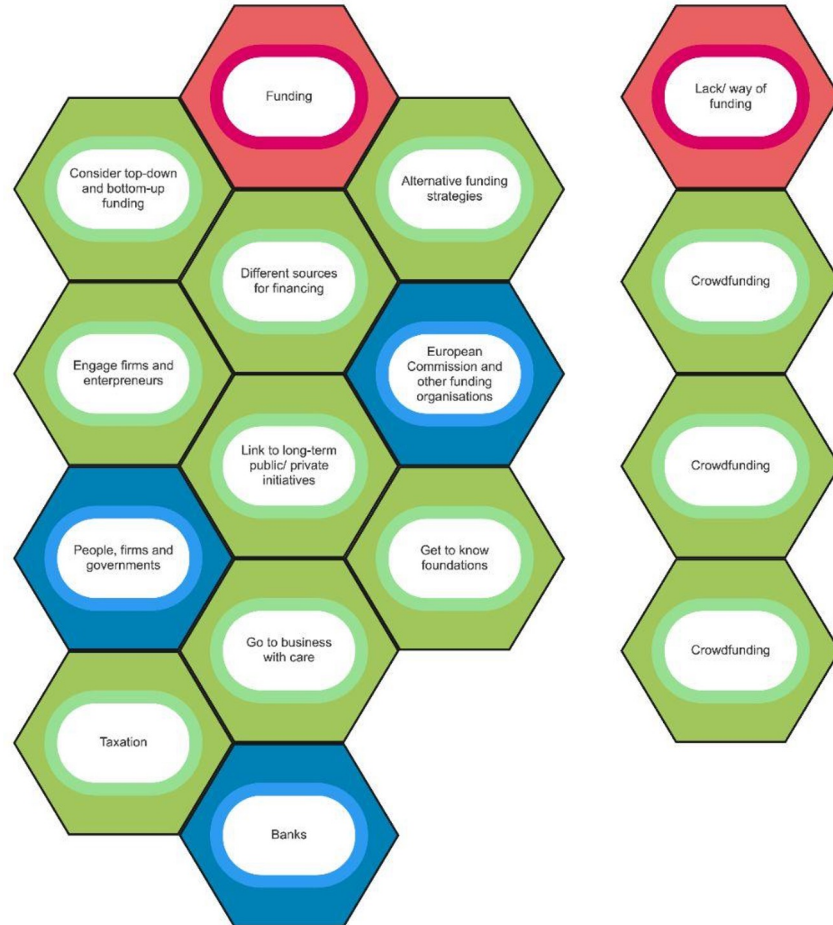 Funding
Lack/ way of
funding
Consider top-down
and bottom-up
funding
Alternative funding
strategies
Different sources
for financing
Crowdfunding
Engage firms and
enterpreneurs
European
Commission and
other funding
organisations
Link to long-term
public/ private
initiatives
Crowdfunding
People, firms and
governments
Get to know
foundations
Go to business
with care
Crowdfunding
Taxation
Banks